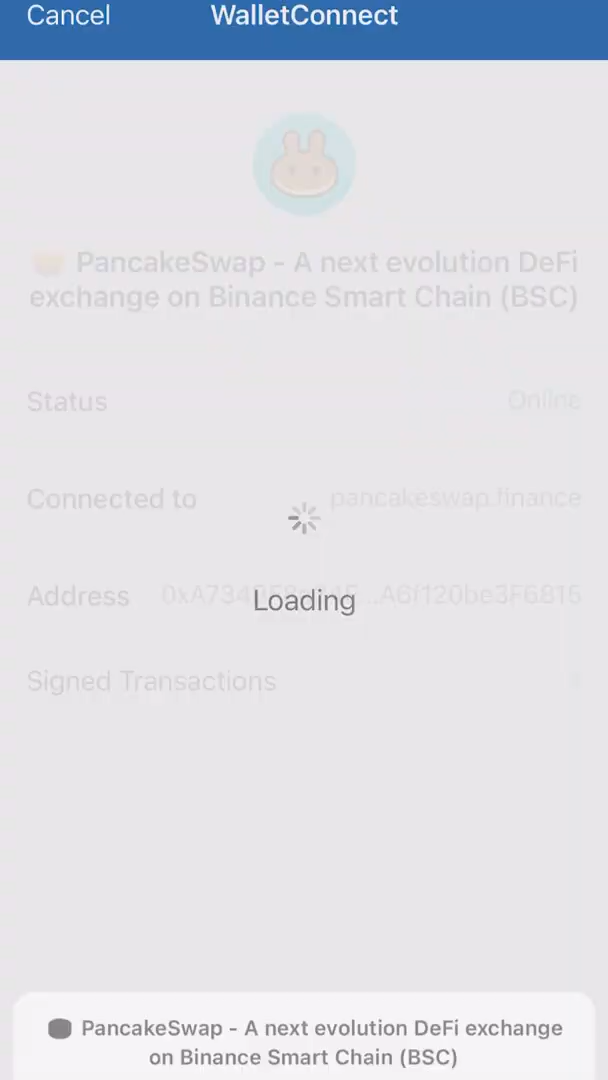 Cancel
WalletConnect
PancakeSwap - A next evolution DeFi
exchange on Binance Smart Chain (BSC)
Status
Online
Connected to
pancakeswap.finance
Address
Loading
Signed Transactions
PancakeSwap - A next evolution DeFi exchange
on Binance Smart Chain (BSC)